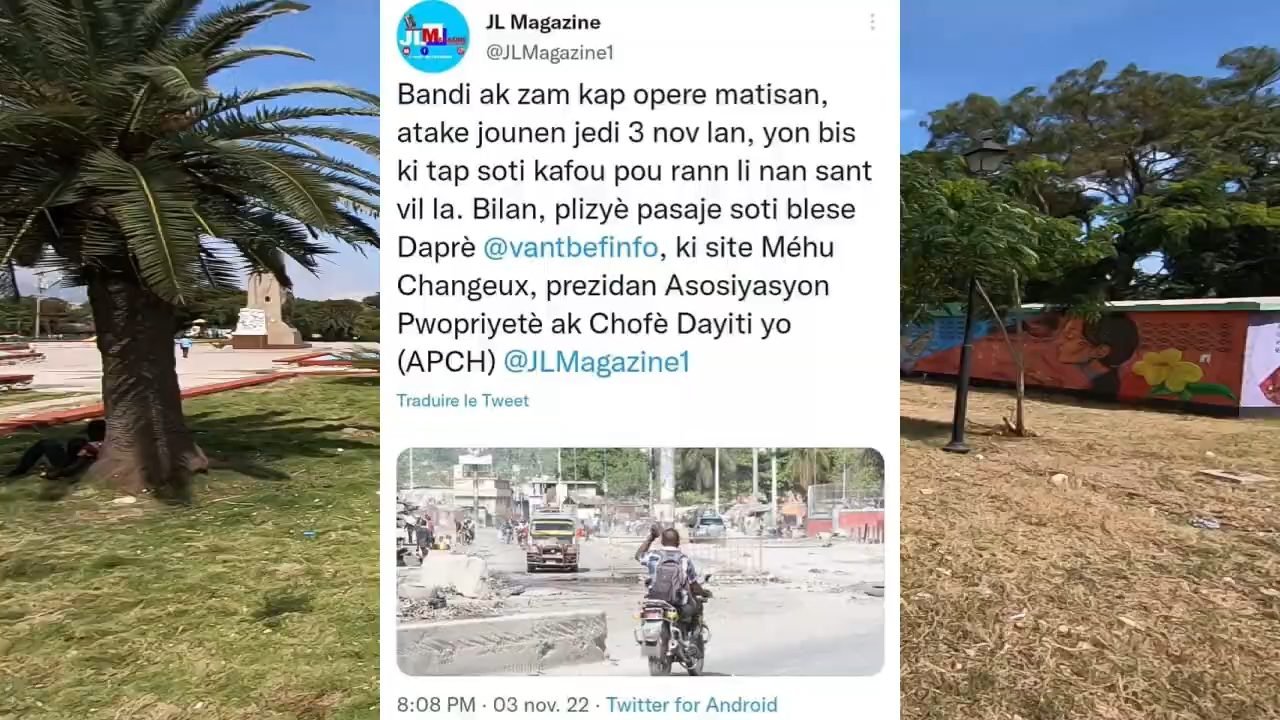 JL Magazine
@JLMagazine1
Bandi ak zam kap opere matisan,
atake jounen jedi 3 nov lan, yon bis
ki tap soti kafou pou rann li nan sant
vil la. Bilan, plizyè pasaje soti blese
Daprè @vantbefinfo, ki site Méhu
Changeux, prezidan Asosiyasyon
Pwopriyetè ak Chofè Dayiti yo
(APCH) @JLMagazine1
Traduire le Tweet
8:08 PM · 03 nov. 22 · Twitter for Android